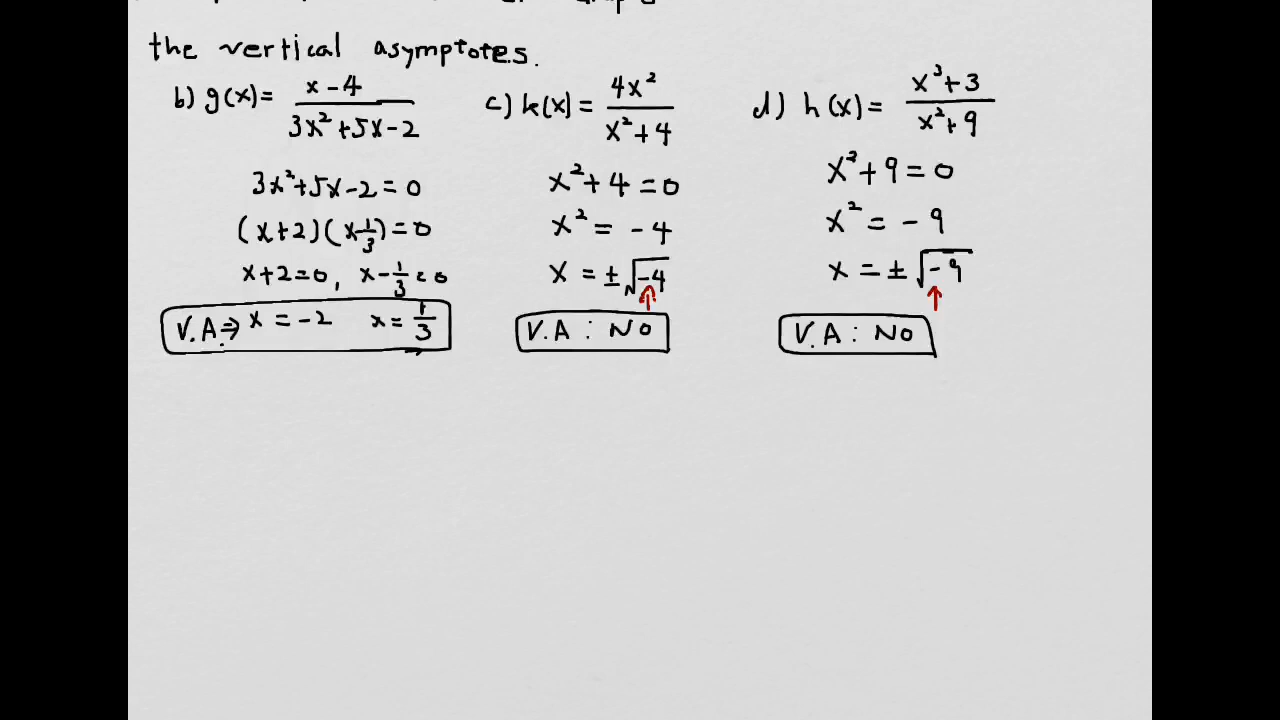 the vertical asymptotes.
b) g(x) = x - 4 / 3x² + 5x - 2
3x² + 5x - 2 = 0
(x + 2)(x - 1/3) = 0
x + 2 = 0, x - 1/3 = 0
V.A. ⇒ x = -2 x = 1/3
c) k(x) = 4x² / x² + 4
x² + 4 = 0
x² = -4
x = ± √-4
V.A : No
d) h(x) = x³ + 3 / x² + 9
x² + 9 = 0
x² = -9
x = ± √-9
V.A : No